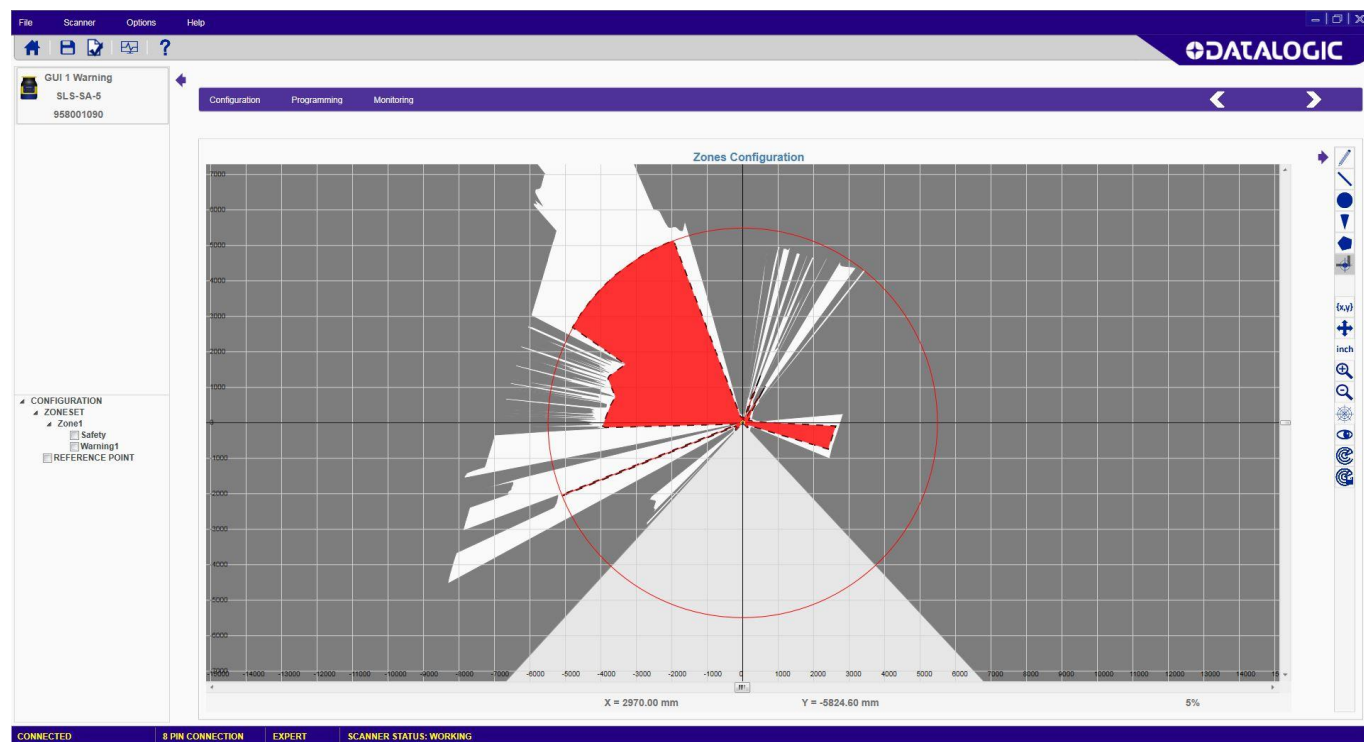 File Scanner Options Help
DATALOGIC
GUI 1 Warning
SLS-SA-5
958001090
Configuration Programming Monitoring
Zones Configuration
7000
6000
5000
4000
3000
2000
1000
0
-1000
-2000
-3000
-4000
-5000
-6000
-7000
-15000 -14000 -13000 -12000 -11000 -10000 -9000 -8000 -7000 -6000 -5000 -4000 -3000 -2000 -1000 0 1000 2000 3000 4000 5000 6000 7000 8000 9000 10000 11000 12000 13000 14000 15
{x,y}
inch
CONFIGURATION
ZONESET
Zone1
Safety
Warning1
REFERENCE POINT
X = 2970.00 mm Y = -5824.60 mm 5%
CONNECTED 8 PIN CONNECTION EXPERT SCANNER STATUS: WORKING